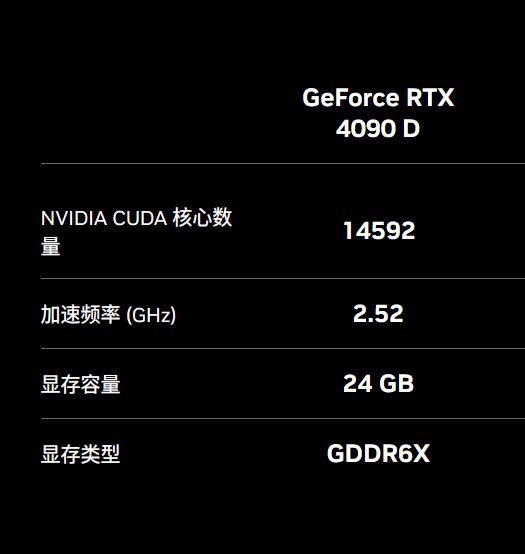 GeForce RTX
4090 D
NVIDIA CUDA 核心数
量
14592
加速频率 (GHz)
2.52
显存容量
24 GB
显存类型
GDDR6X